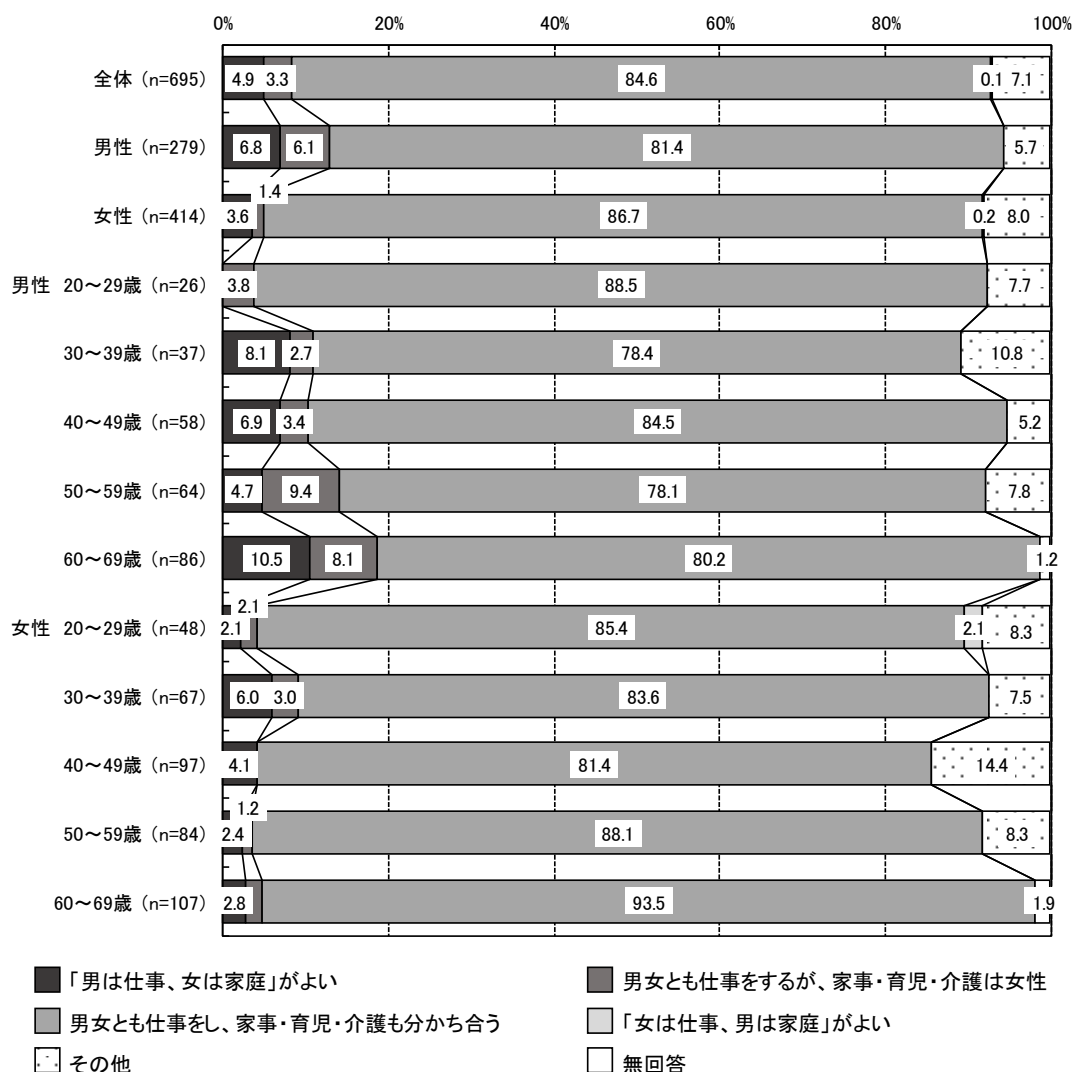 0% 20% 40% 60% 80% 100%
全体 (n=695) 4.9 3.3 84.6 0.1 7.1
男性 (n=279) 6.8 6.1 81.4 5.7
1.4
女性 (n=414) 3.6 86.7 0.2 8.0
男性 20～29歳 (n=26) 3.8 88.5 7.7
30～39歳 (n=37) 8.1 2.7 78.4 10.8
40～49歳 (n=58) 6.9 3.4 84.5 5.2
50～59歳 (n=64) 4.7 9.4 78.1 7.8
60～69歳 (n=86) 10.5 8.1 80.2 1.2
2.1
女性 20～29歳 (n=48) 2.1 85.4 2.1 8.3
30～39歳 (n=67) 6.0 3.0 83.6 7.5
40～49歳 (n=97) 4.1 81.4 14.4
1.2
50～59歳 (n=84) 2.4 88.1 8.3
60～69歳 (n=107) 2.8 93.5 1.9
「男は仕事、女は家庭」がよい 男女とも仕事をするが、家事・育児・介護は女性
男女とも仕事をし、家事・育児・介護も分かち合う 「女は仕事、男は家庭」がよい
その他 無回答